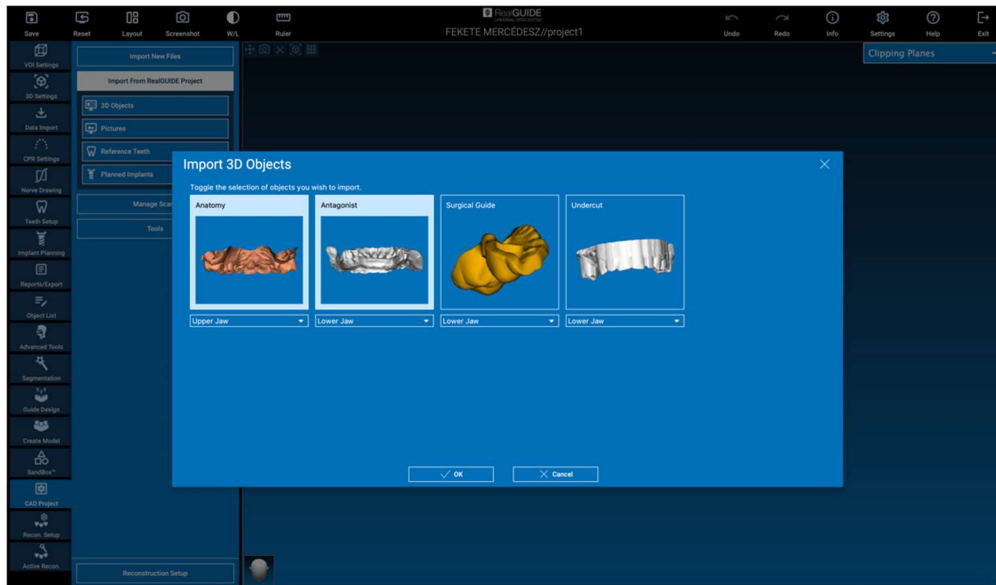 RealGUIDE
Save
Reset
Layout
Screenshot
W/L
Ruler
FEKETE MERCÉDESZ//project1
Undo
Redo
Info
Settings
Help
Exit
VOI Settings
3D Settings
Data Import
CPR Settings
Nerve Drawing
Teeth Setup
Implant Planning
Reports/Export
Object List
Advanced Tools
Segmentation
Guide Design
Create Model
SandBox™
CAD Project
Recon. Setup
Active Recon.
Import New Files
Import From RealGUIDE Project
3D Objects
Pictures
Reference Teeth
Planned Implants
Manage Scan
Tools
Reconstruction Setup
Clipping Planes
Import 3D Objects
Toggle the selection of objects you wish to import.
Anatomy
Antagonist
Surgical Guide
Undercut
Upper Jaw
Lower Jaw
Lower Jaw
Lower Jaw
OK
Cancel